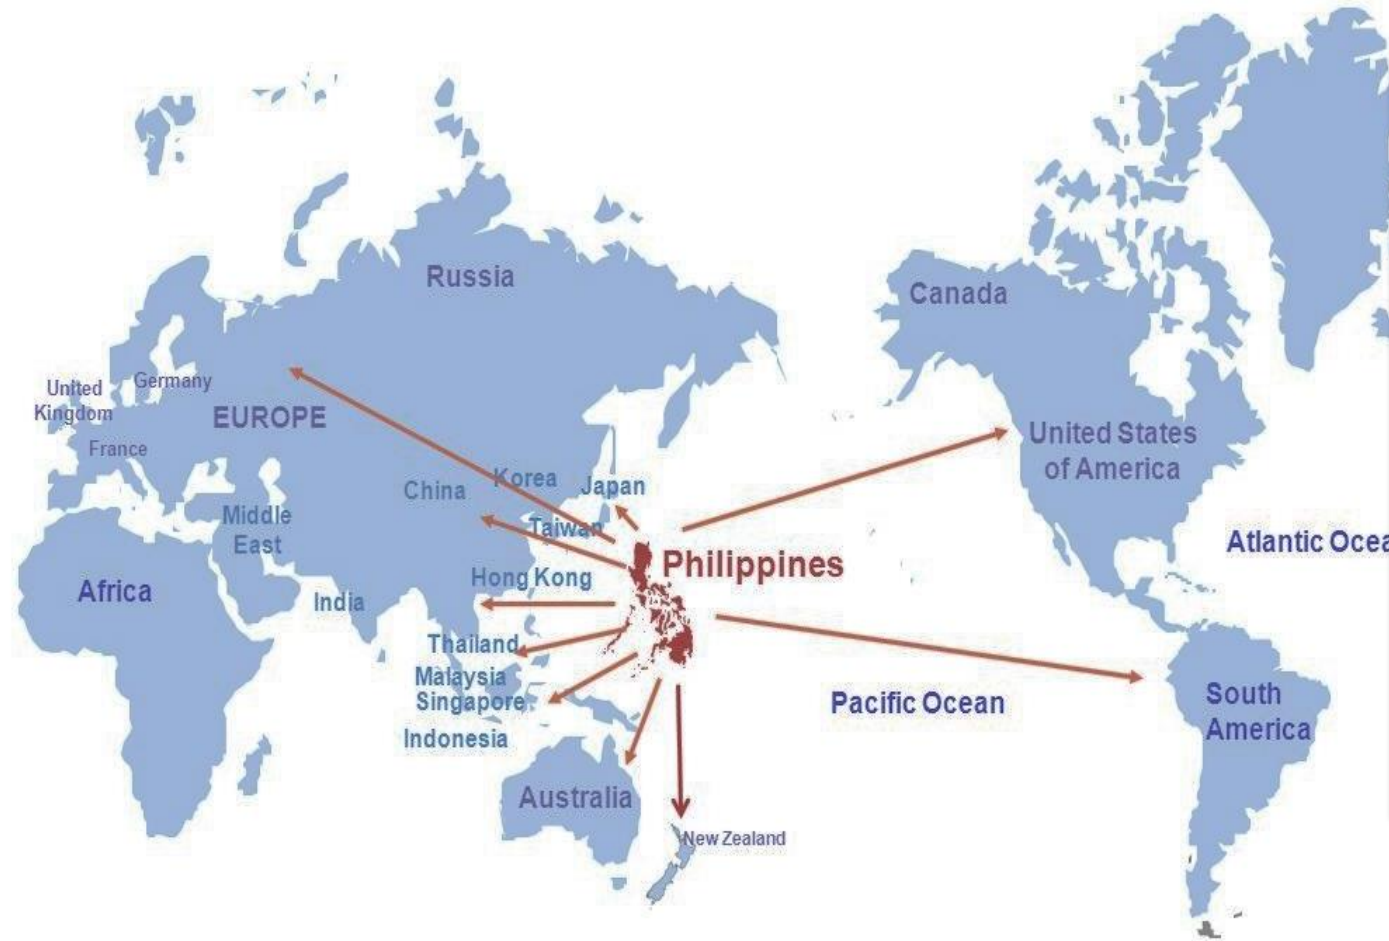 Russia
Canada
United
Kingdom
Germany
EUROPE
France
United States
of America
China
Korea
Japan
Middle
East
Taiwan
Atlantic Ocea
Philippines
Hong Kong
Africa
India
Thailand
Malaysia
Singapore
Indonesia
Pacific Ocean
South
America
Australia
New Zealand